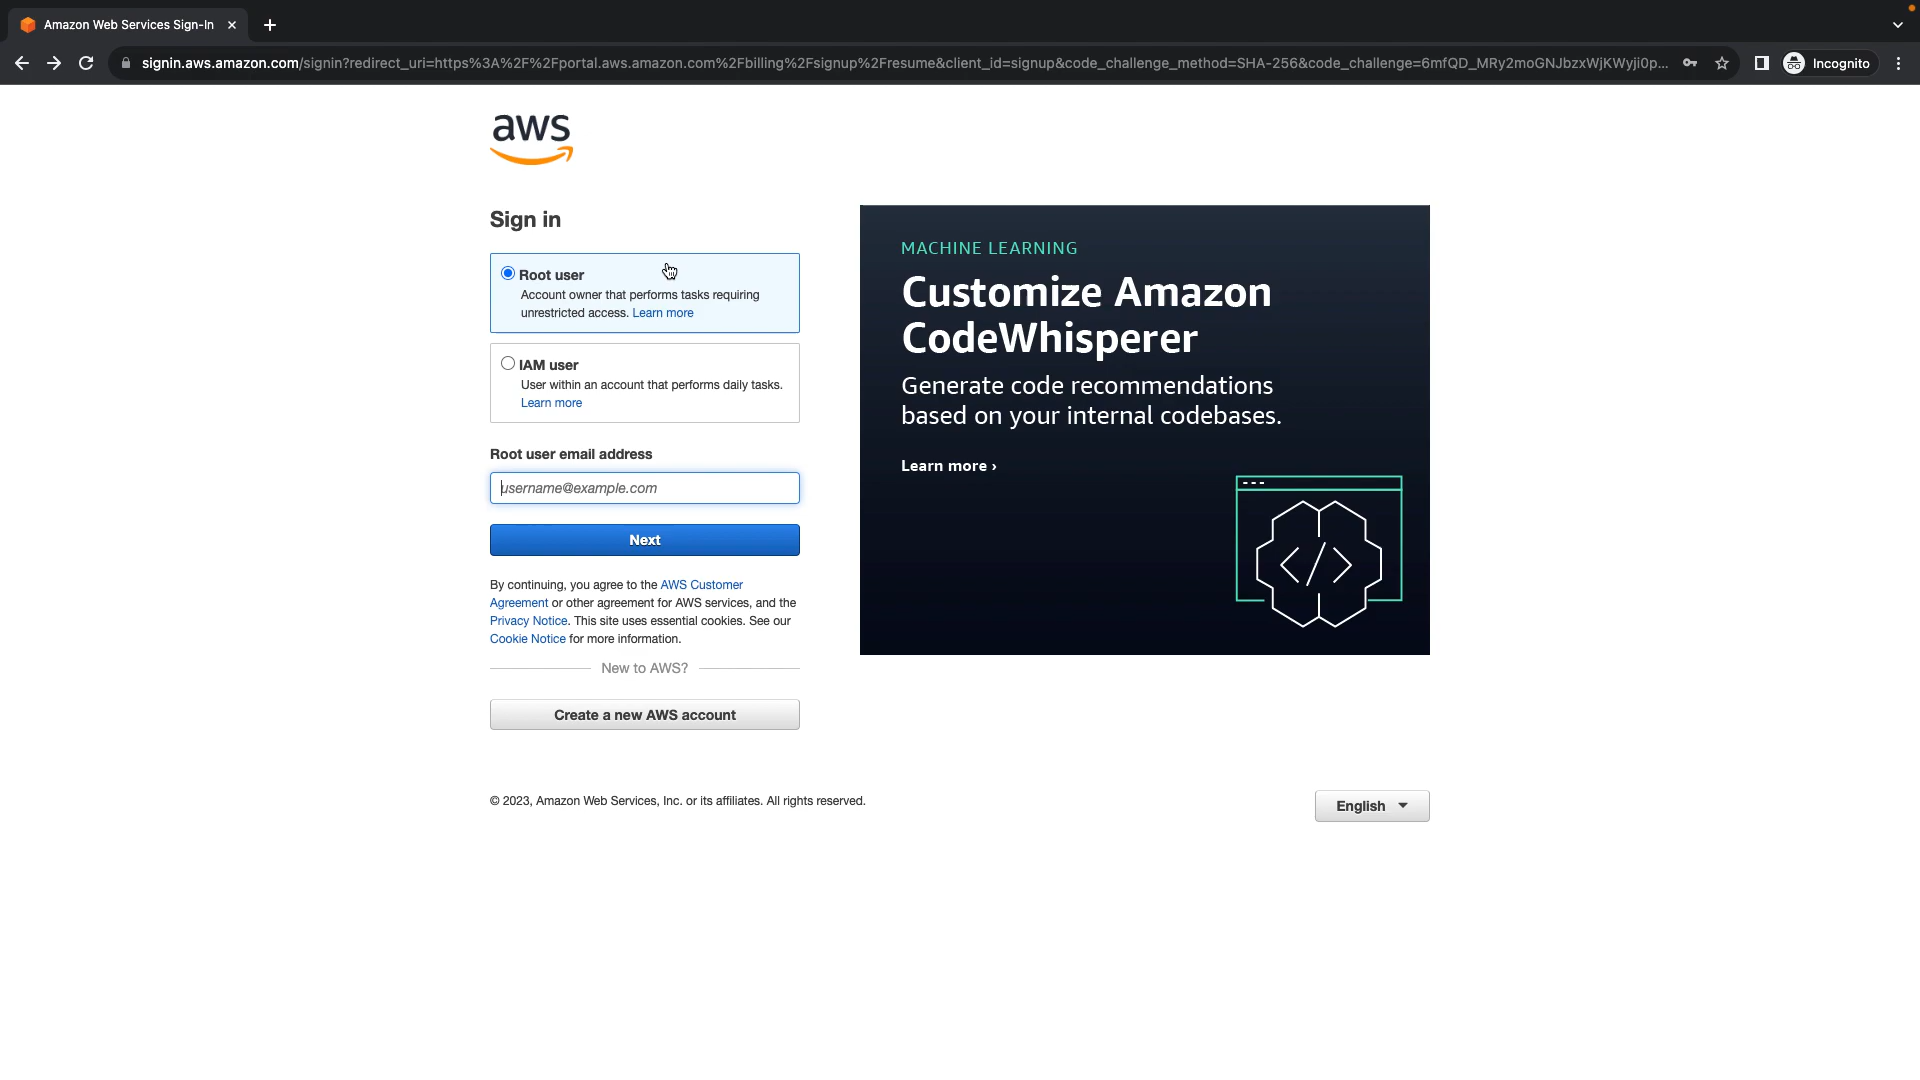 Amazon Web Services Sign-In
signin.aws.amazon.com/signin?redirect_uri=https%3A%2F%2Fportal.aws.amazon.com%2Fbilling%2Fsignup%2Fresume&client_id=signup&code_challenge_method=SHA-256&code_challenge=6mfQD_MRy2moGNJbzxWjKWyji0p...
Incognito
aws
Sign in
Root user
Account owner that performs tasks requiring
unrestricted access. Learn more
IAM user
User within an account that performs daily tasks.
Learn more
Root user email address
username@example.com
Next
By continuing, you agree to the AWS Customer
Agreement or other agreement for AWS services, and the
Privacy Notice. This site uses essential cookies. See our
Cookie Notice for more information.
New to AWS?
Create a new AWS account
MACHINE LEARNING
Customize Amazon
CodeWhisperer
Generate code recommendations
based on your internal codebases.
Learn more ›
</>
© 2023, Amazon Web Services, Inc. or its affiliates. All rights reserved.
English